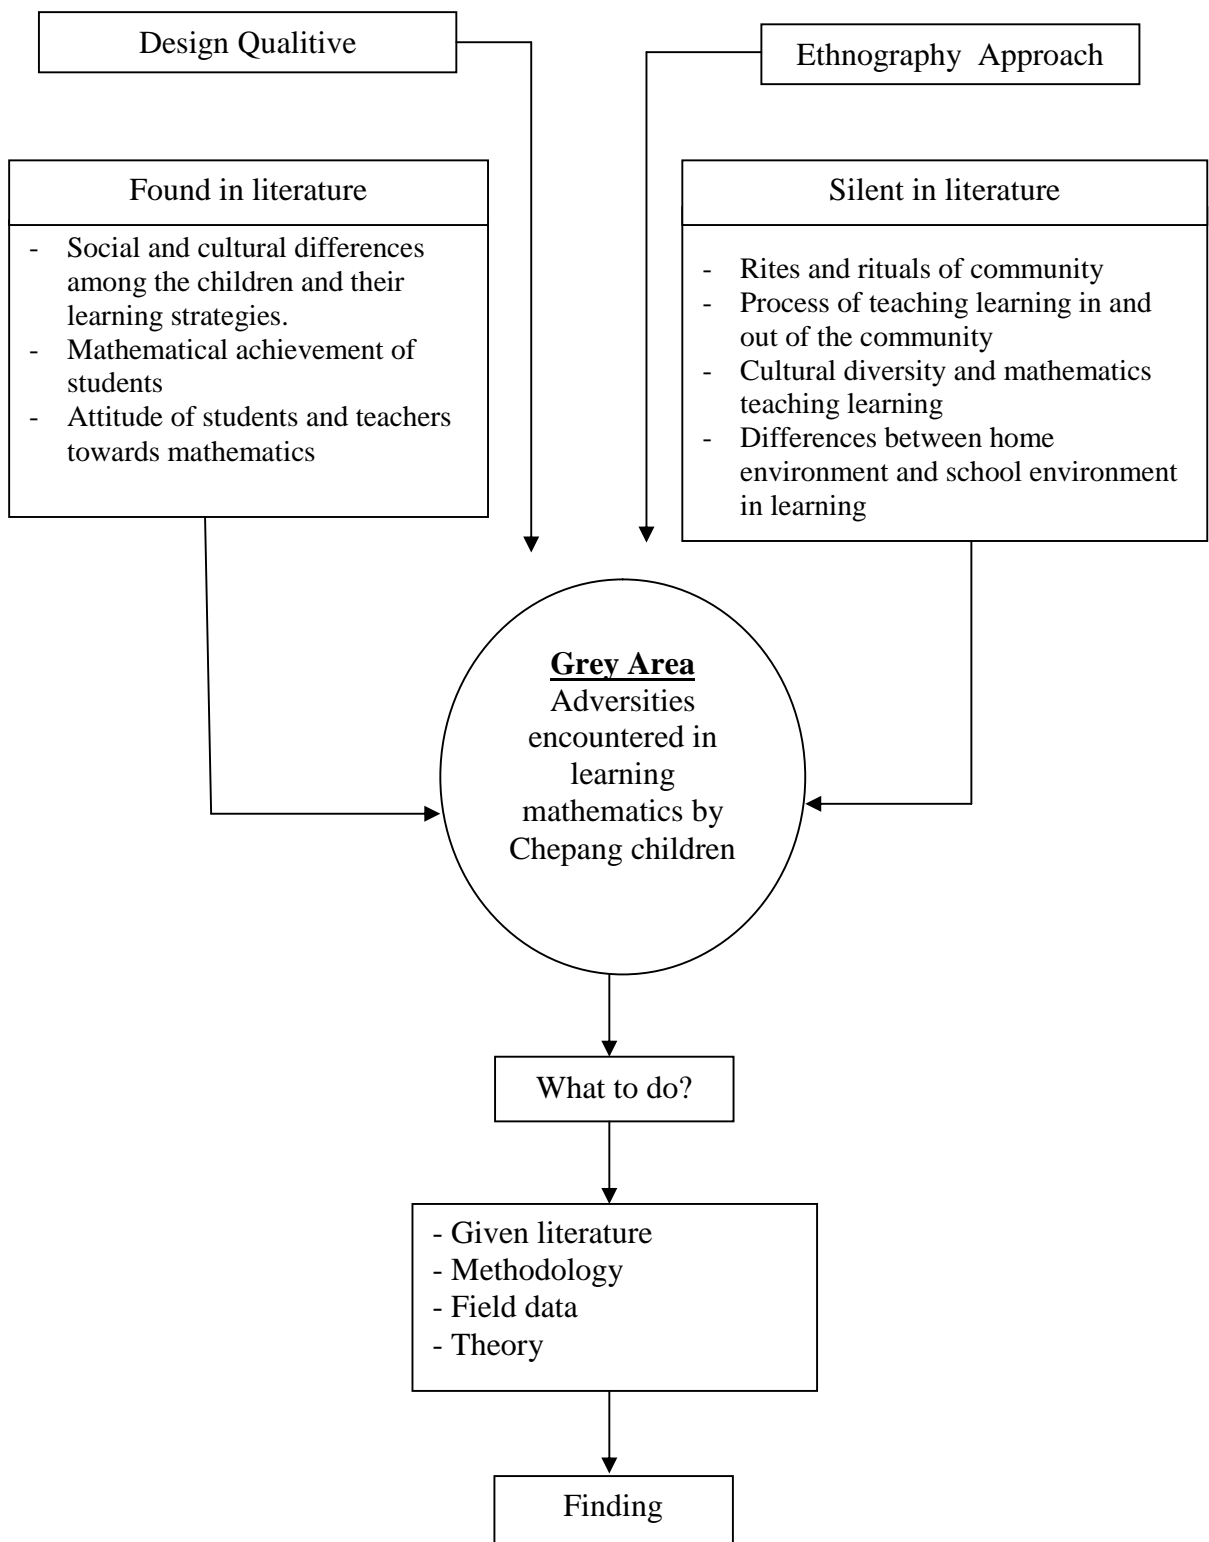 Design Qualitive
Ethnography Approach
Found in literature
- Social and cultural differences
among the children and their
learning strategies.
- Mathematical achievement of
students
- Attitude of students and teachers
towards mathematics
Silent in literature
- Rites and rituals of community
- Process of teaching learning in and
out of the community
- Cultural diversity and mathematics
teaching learning
- Differences between home
environment and school environment
in learning
Grey Area
Adversities
encountered in
learning
mathematics by
Chepang children
What to do?
- Given literature
- Methodology
- Field data
- Theory
Finding